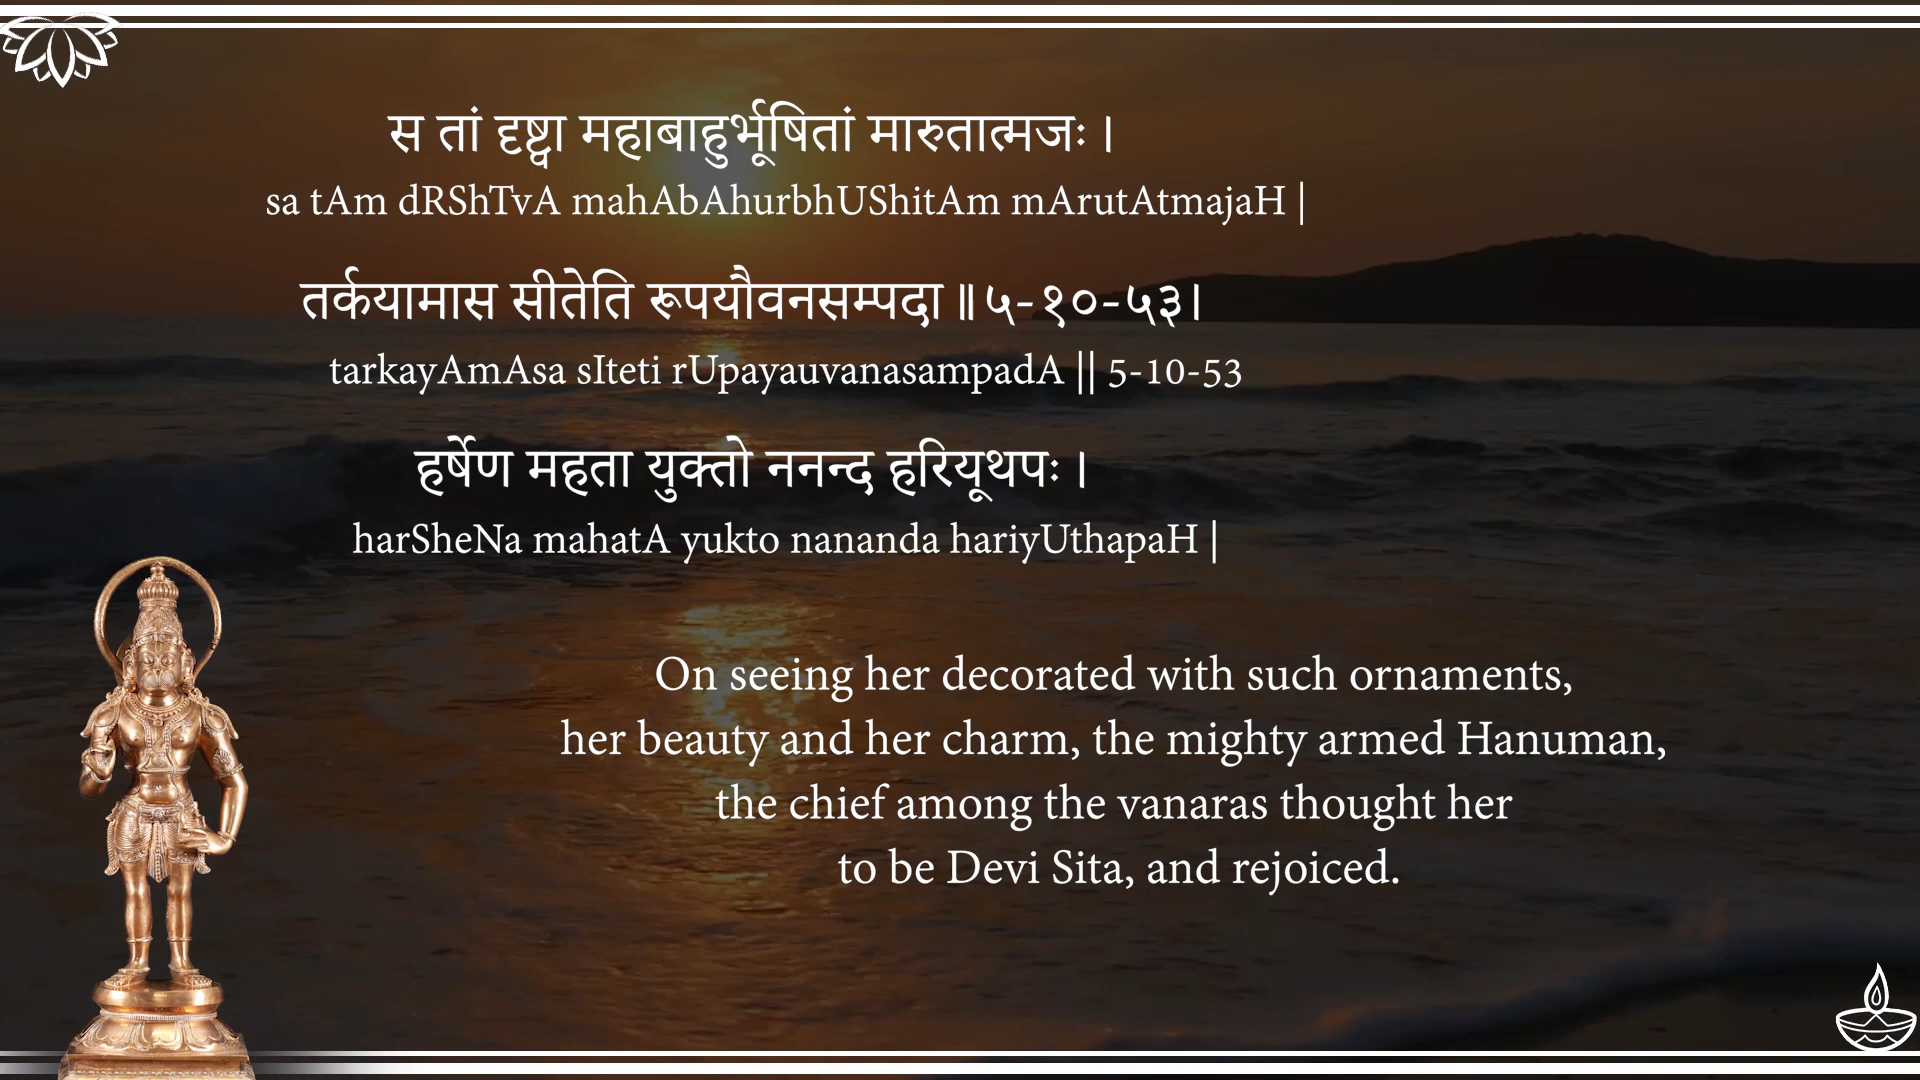 स तां दृष्ट्वा महाबाहुर्भूषितां मारुतात्मजः ।
sa tAm dRShTvA mahAbAhurbhUShitAm mArutAtmajaH |
तर्कयामास सीतेति रूपयौवनसम्पदा ॥ ५-१०-५३।
tarkayAmAsa sIteti rUpayauvanasampadA || 5-10-53
हर्षेण महता युक्तो ननन्द हरियूथपः ।
harSheNa mahatA yukto nananda hariyUthapaH |
On seeing her decorated with such ornaments,
her beauty and her charm, the mighty armed Hanuman,
the chief among the vanaras thought her
to be Devi Sita, and rejoiced.